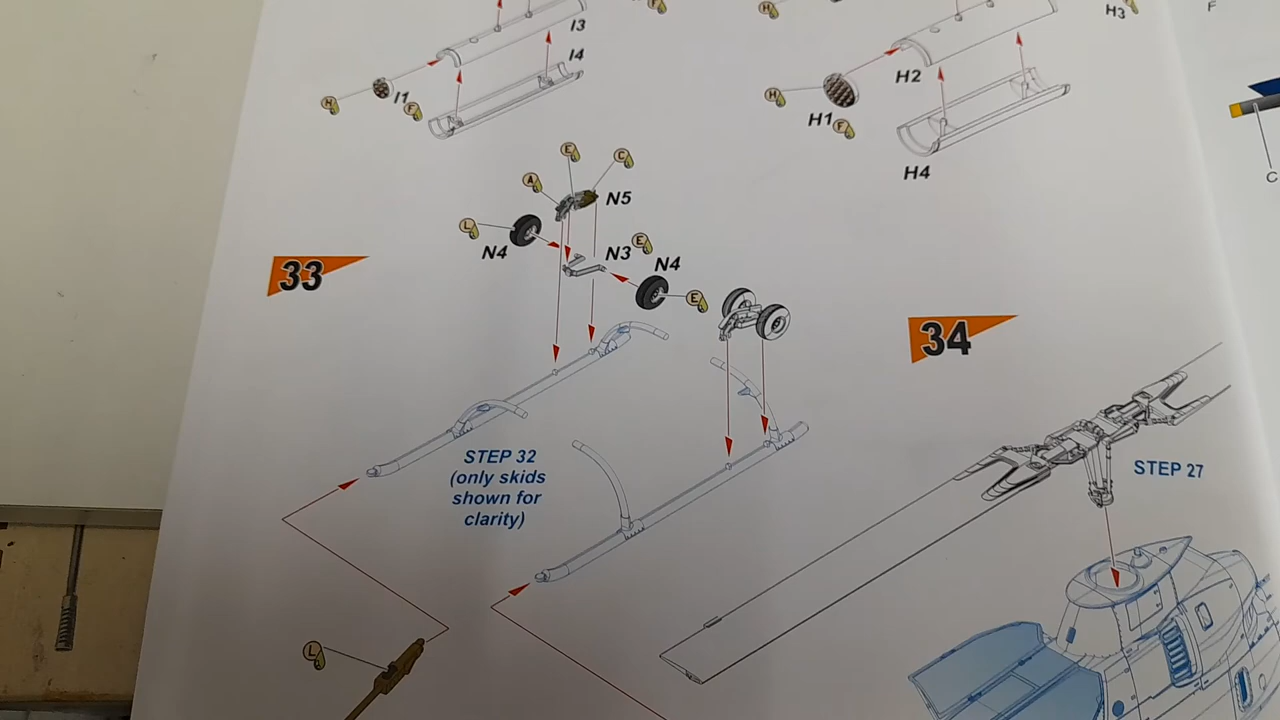 F
H
H3
F
I3
I4
H
I1
F
H2
H
H1
F
H4
C
E
C
A
N5
L
N4
E
N3
N4
E
33
34
STEP 32
(only skids
shown for
clarity)
STEP 27
L